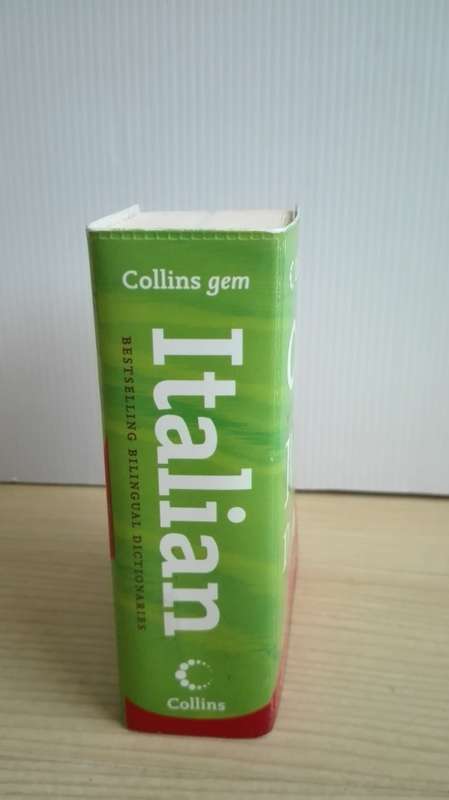 Collins gem
Italian
BESTSELLING BILINGUAL DICTIONARIES
Collins